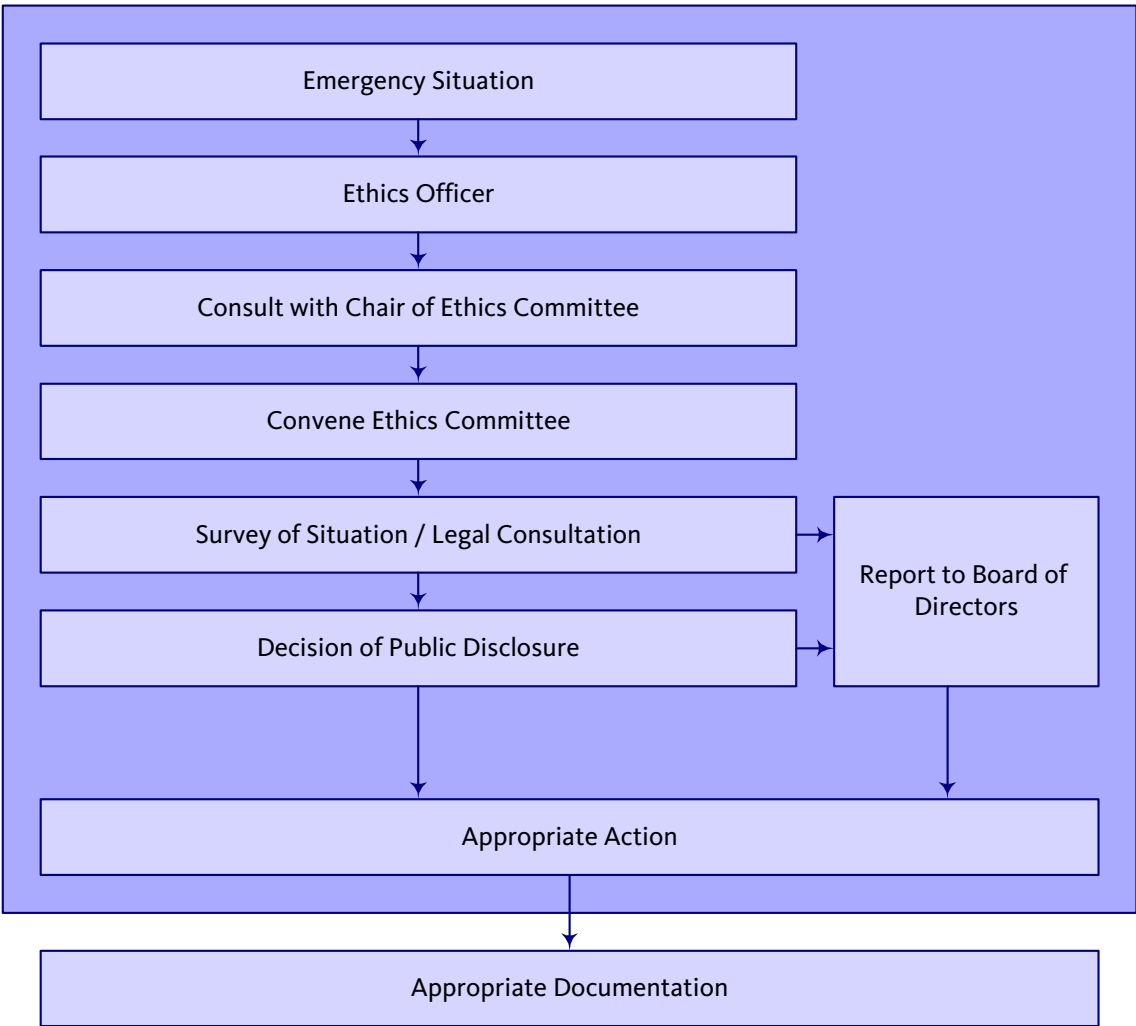 Emergency Situation
Ethics Officer
Consult with Chair of Ethics Committee
Convene Ethics Committee
Survey of Situation / Legal Consultation
Report to Board of
Directors
Decision of Public Disclosure
Appropriate Action
Appropriate Documentation